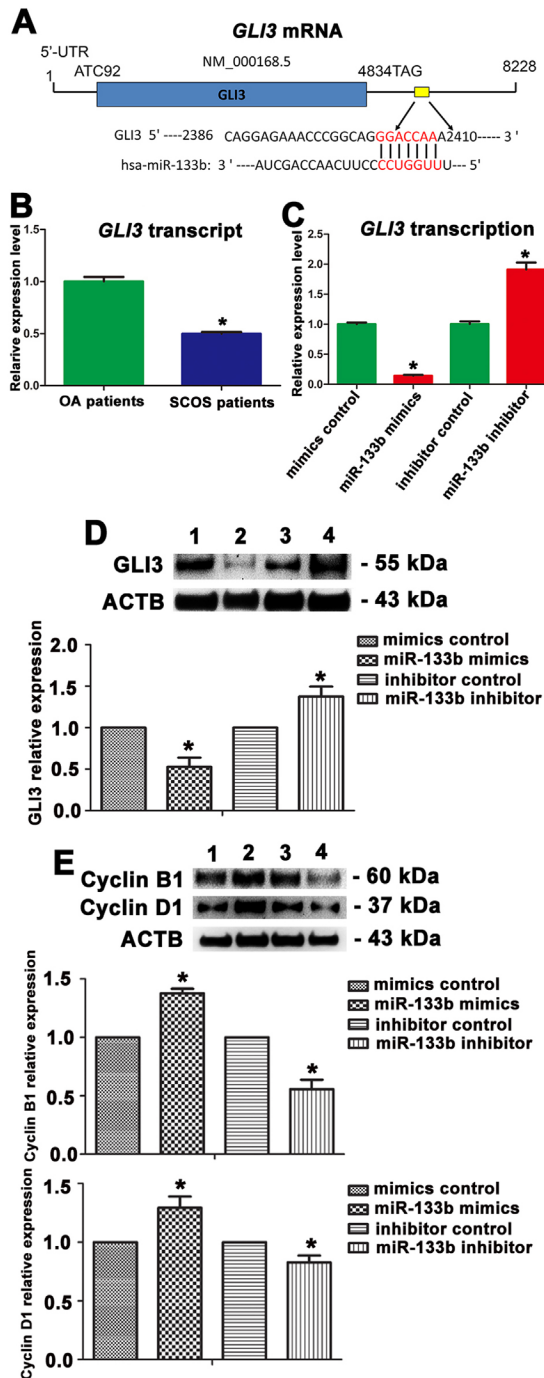 A
GLI3 mRNA
5'-UTR
NM_000168.5
4834TAG
8228
1
ATC92
GLI3
GLI3 5' ----2386 CAGGAGAAACCCGGCAGGGACCAAA2410----- 3 '
hsa-miR-133b: 3 ' ----AUCGACCAACUUCCCCUGGUUU--- 5'
B
GLI3 transcript
Relarive expression level
1.5
1.0
0.5
0.0
*
OA patients
SCOS patients
C
GLI3 transcription
Relative expression level
2.5
2.0
1.5
1.0
0.5
0.0
*
*
mimics control
miR-133b mimics
inhibitor control
miR-133b inhibitor
D
1 2 3 4
GLI3 - 55 kDa
ACTB - 43 kDa
GLI3 relative expression
2.0
1.5
1.0
0.5
0.0
*
*
mimics control
miR-133b mimics
inhibitor control
miR-133b inhibitor
E
1 2 3 4
Cyclin B1 - 60 kDa
Cyclin D1 - 37 kDa
ACTB - 43 kDa
Cyclin B1 relative expression
1.5
1.0
0.5
0.0
*
*
mimics control
miR-133b mimics
inhibitor control
miR-133b inhibitor
Cyclin D1 relative expression
1.5
1.0
0.5
0.0
*
*
mimics control
miR-133b mimics
inhibitor control
miR-133b inhibitor